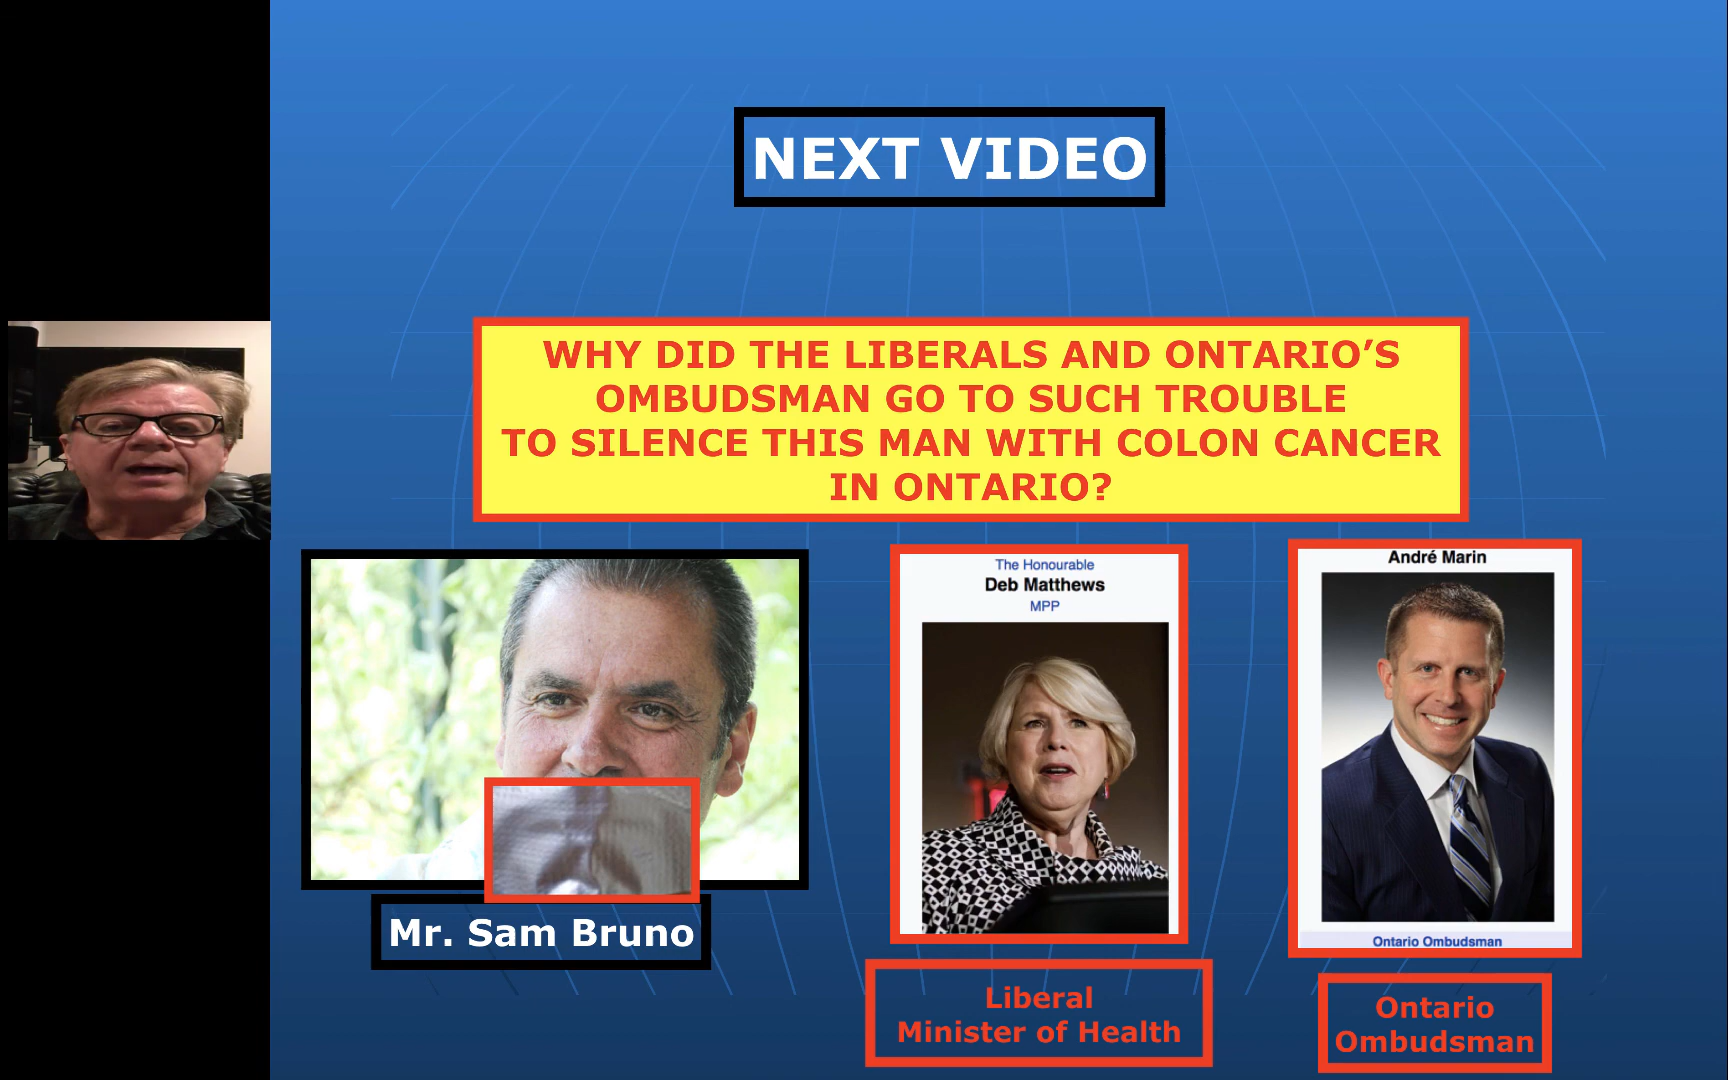 NEXT VIDEO
WHY DID THE LIBERALS AND ONTARIO’S
OMBUDSMAN GO TO SUCH TROUBLE
TO SILENCE THIS MAN WITH COLON CANCER
IN ONTARIO?
Mr. Sam Bruno
The Honourable
Deb Matthews
MPP
Liberal
Minister of Health
André Marin
Ontario Ombudsman
Ontario
Ombudsman